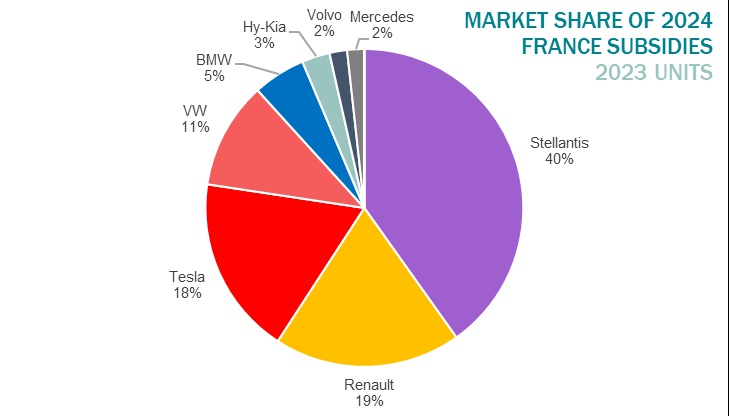 MARKET SHARE OF 2024
FRANCE SUBSIDIES
2023 UNITS
Stellantis
40%
Renault
19%
Tesla
18%
VW
11%
BMW
5%
Hy-Kia
3%
Volvo
2%
Mercedes
2%